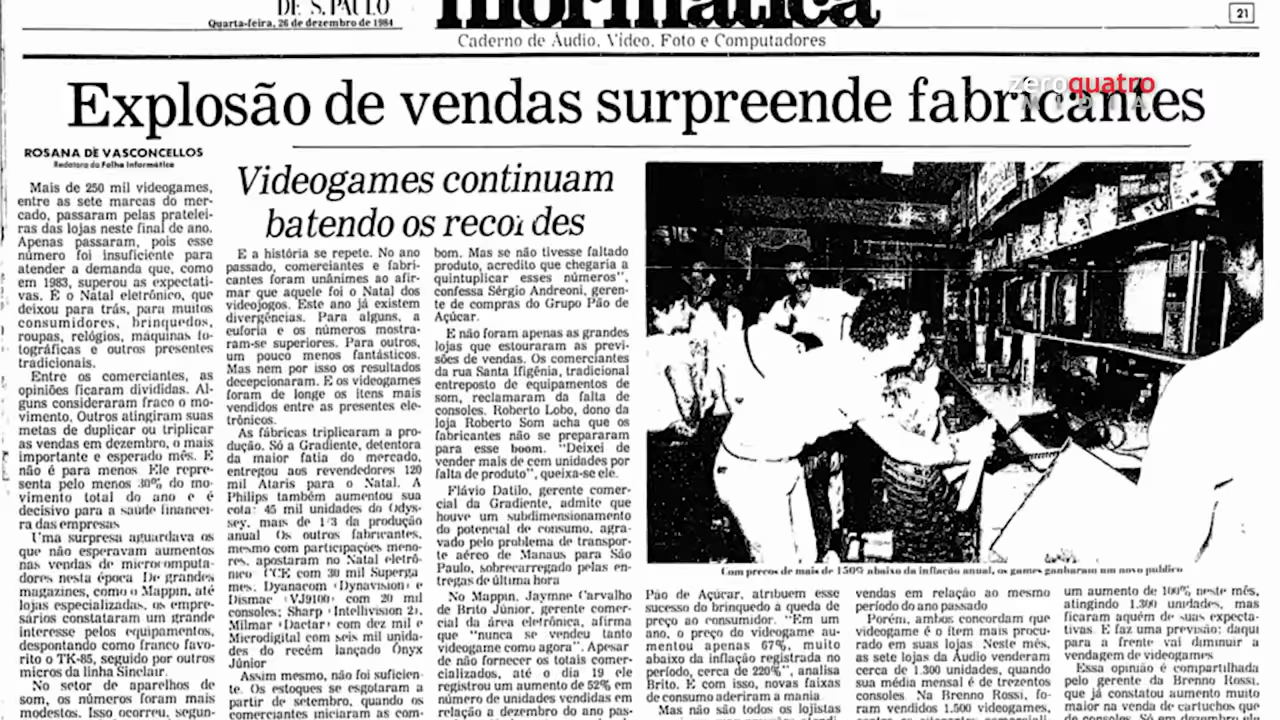 DE S. PAULO
Quarta-feira, 26 de dezembro de 1984
Informática
21
Caderno de Áudio, Vídeo, Foto e Computadores
zeroquatro
MÍDIA
Explosão de vendas surpreende fabricantes
ROSANA DE VASCONCELLOS
Redatora da Folha Informática
Mais de 250 mil videogames,
entre as sete marcas do mer-
cado, passaram pelas pratelei-
ras das lojas neste final de ano.
Apenas passaram, pois esse
número foi insuficiente para
atender a demanda que, como
em 1983, superou as expectati-
vas. E o Natal eletrônico, que
deixou para trás, para muitos
consumidores, brinquedos,
roupas, relógios, máquinas fo-
tográficas e outros presentes
tradicionais.
Entre os comerciantes, as
opiniões ficaram divididas. Al-
guns consideraram fraco o mo-
vimento. Outros atingiram suas
metas de duplicar ou triplicar
as vendas em dezembro, o mais
importante e esperado mês. E
não é para menos Ele repre-
senta pelo menos 30% do mo-
vimento total do ano e é
decisivo para a saúde financei-
ra das empresas
Uma surpresa aguardava os
que não esperavam aumentos
nas vendas de microcomputa-
dores nesta época De grandes
magazines, como o Mappin, até
lojas especializadas, os empre-
sários constataram um grande
interesse pelos equipamentos,
despontando como franco favo-
rito o TK-85, seguido por outros
micros da linha Sinclair.
No setor de aparelhos de
som, os números foram mais
modestos. Isso ocorreu, segun-
Videogames continuam
batendo os recordes
E a história se repete. No ano
passado, comerciantes e fabri-
cantes foram unânimes ao afir-
mar que aquele foi o Natal dos
videojogos. Este ano já existem
divergências. Para alguns, a
euforia e os números mostra-
ram-se superiores. Para outros,
um pouco menos fantásticos.
Mas nem por isso os resultados
decepcionaram. E os videogames
foram de longe os itens mais
vendidos entre as presentes ele-
trônicos.
As fábricas triplicaram a pro-
dução. Só a Gradiente, detentora
da maior fatia do mercado,
entregou aos revendedores 120
mil Ataris para o Natal. A
Philips também aumentou sua
cota: 45 mil unidades do Odys-
sey, mais de 1/3 da produção
anual Os outros fabricantes,
mesmo com participações meno-
res, apostaram no Natal eletrô-
nico CCE com 30 mil Superga
mes; Dyanacom (Dynavision) e
Dismac (VJ9100) com 20 mil
consoles; Sharp (Intellivision 2),
Milmar (Dactar) com dez mil e
Microdigital com seis mil unida-
des do recém lançado Onyx
Júnior
Assim mesmo, não foi suficien-
te. Os estoques se esgotaram a
partir de setembro, quando os
comerciantes iniciaram as com-
bom. Mas se não tivesse faltado
produto, acredito que chegaria a
quintuplicar esses números",
confessa Sérgio Andreoni, geren-
te de compras do Grupo Pão de
Açúcar.
E não foram apenas as grandes
lojas que estouraram as previ-
sões de vendas. Os comerciantes
da rua Santa Ifigênia, tradicional
entreposto de equipamentos de
som, reclamaram da falta de
consoles. Roberto Lobo, dono da
loja Roberto Som acha que os
fabricantes não se prepararam
para esse boom. "Deixei de
vender mais de cem unidades por
falta de produto", queixa-se ele.
Flávio Datilo, gerente comer-
cial da Gradiente, admite que
houve um subdimensionamento
do potencial de consumo, agra-
vado pelo problema de transpor-
te aéreo de Manaus para São
Paulo, sobrecarregado pelas en-
tregas de última hora
No Mappin, Jaymne Carvalho
de Brito Júnior, gerente comer-
cial da área eletrônica, afirma
que "nunca se vendeu tanto
videogame como agora". Apesar
de não fornecer os totais comer-
cializados, até o dia 19 ele
registrou um aumento de 52% em
número de unidades vendidas em
relação a dezembro do ano pas-
Com preços de mais de 150% abaixo da inflação anual, os games ganharam um novo público
Pão de Açúcar, atribuem esse
sucesso do brinquedo à queda de
preço ao consumidor. "Em um
ano, o preço do videogame au-
mentou apenas 67%, muito
abaixo da inflação registrada no
período, cerca de 220%", analisa
Brito. E com isso, novas faixas
de consumo aderiram a mania.
Mas não são todos os lojistas
vendas em relação ao mesmo
período do ano passado
Porém, ambos concordam que
videogame é o item mais procu-
rado em suas lojas Neste mês,
as sete lojas da Audio venderam
cerca de 1.300 unidades, quando
sua média mensal é de trezentos
consoles. Na Brenno Rossi, fo-
ram vendidos 1.500 videogames,
um aumento de 100% neste mês,
atingindo 1.300 unidades, mas
ficaram aquém de suas expecta-
tivas. E faz uma previsão: daqui
para a frente vai diminuir a
vendagem de videogames
Essa opinião é compartilhada
pelo gerente da Brenno Rossi,
que já constatou aumento muito
maior na venda de cartuchos que